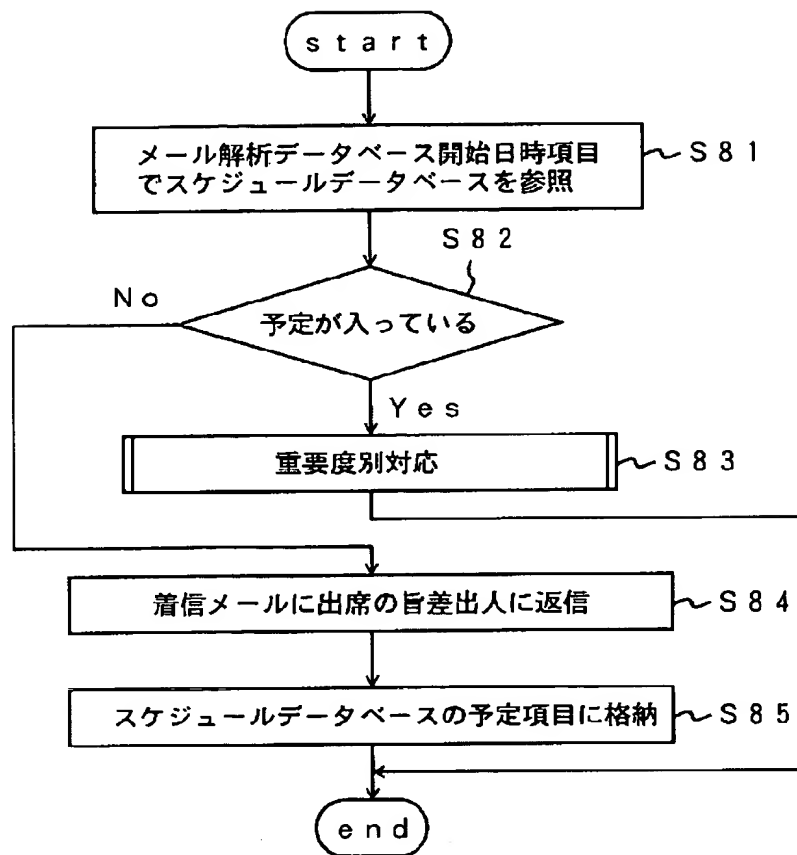 start
メール解析データベース開始日時項目
でスケジュールデータベースを参照
S81
S82
No
予定が入っている
Yes
重要度別対応
S83
着信メールに出席の旨差出人に返信
S84
スケジュールデータベースの予定項目に格納
S85
end